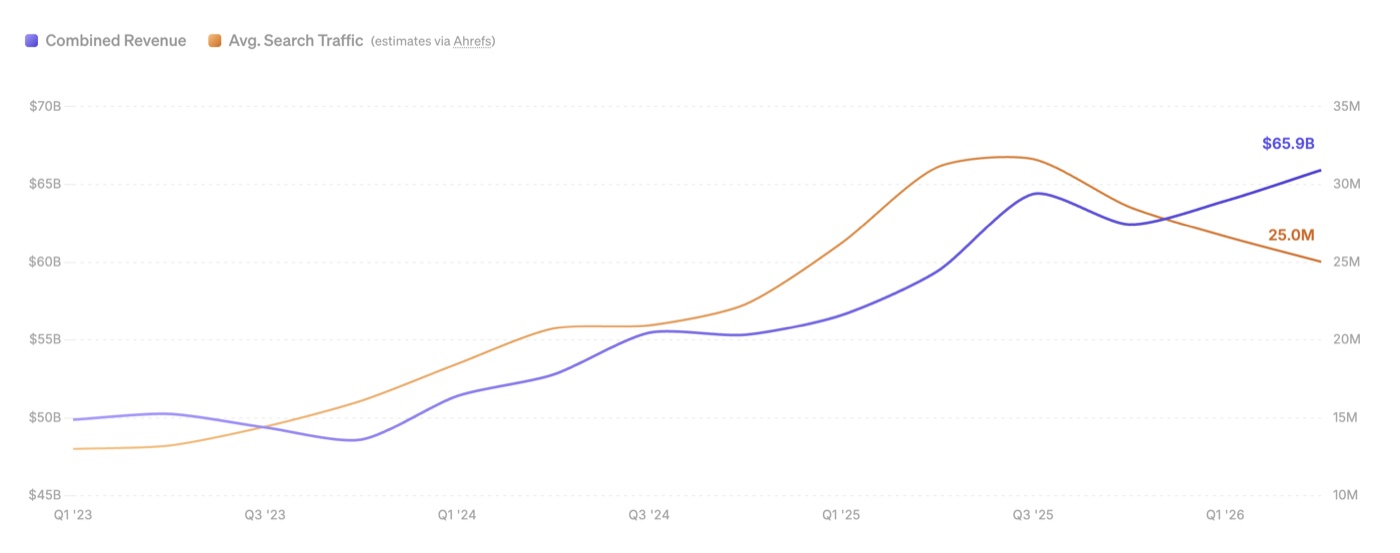 Combined Revenue Avg. Search Traffic (estimates via Ahrefs)
$70B 35M
$65.9B
$65B 30M
25.0M
$60B 25M
$55B 20M
$50B 15M
$45B 10M
Q1 '23 Q3 '23 Q1 '24 Q3 '24 Q1 '25 Q3 '25 Q1 '26